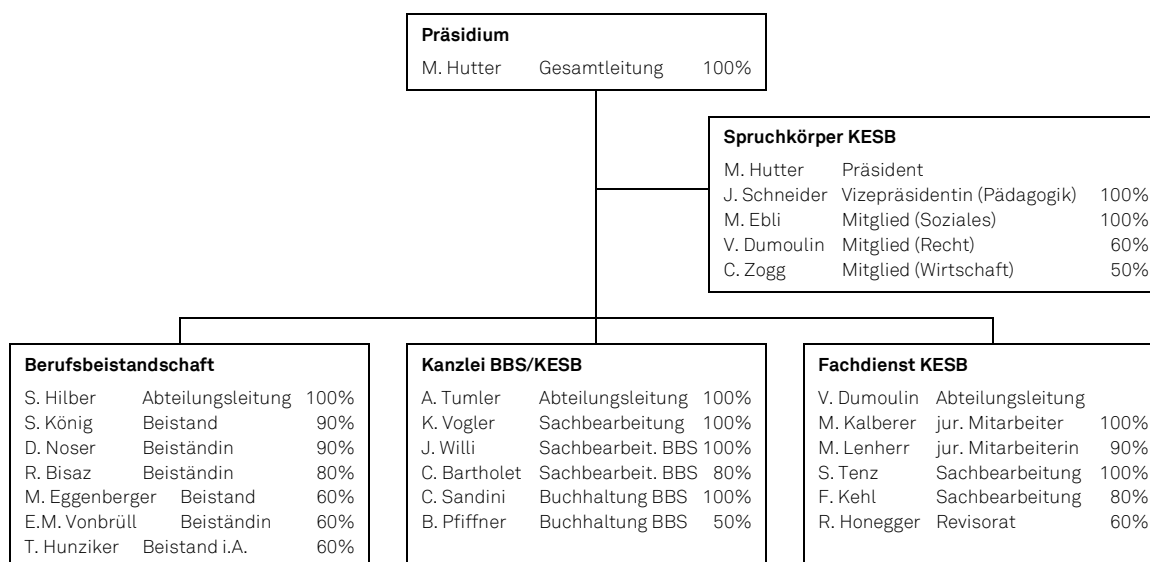 Präsidium
M. Hutter Gesamtleitung 100%
Spruchkörper KESB
M. Hutter Präsident
J. Schneider Vizepräsidentin (Pädagogik) 100%
M. Ebli Mitglied (Soziales) 100%
V. Dumoulin Mitglied (Recht) 60%
C. Zogg Mitglied (Wirtschaft) 50%
Berufsbeistandschaft
S. Hilber Abteilungsleitung 100%
S. König Beistand 90%
D. Noser Beiständin 90%
R. Bisaz Beiständin 80%
M. Eggenberger Beistand 60%
E.M. Vonbrüll Beiständin 60%
T. Hunziker Beistand i.A. 60%
Kanzlei BBS/KESB
A. Tumler Abteilungsleitung 100%
K. Vogler Sachbearbeitung 100%
J. Willi Sachbearbeit. BBS 100%
C. Bartholet Sachbearbeit. BBS 80%
C. Sandini Buchhaltung BBS 100%
B. Pfiffner Buchhaltung BBS 50%
Fachdienst KESB
V. Dumoulin Abteilungsleitung
M. Kalberer jur. Mitarbeiter 100%
M. Lenherr jur. Mitarbeiterin 90%
S. Tenz Sachbearbeitung 100%
F. Kehl Sachbearbeitung 80%
R. Honegger Revisorat 60%